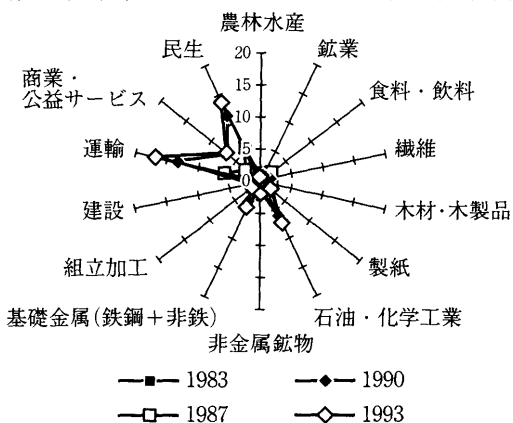 農林水産
民生
鉱業
商業・
公益サービス
食料・飲料
運輸
繊維
建設
木材・木製品
組立加工
製紙
基礎金属(鉄鋼+非鉄)
石油・化学工業
非金属鉱物
20
15
10
5
0
1983
1990
1987
1993